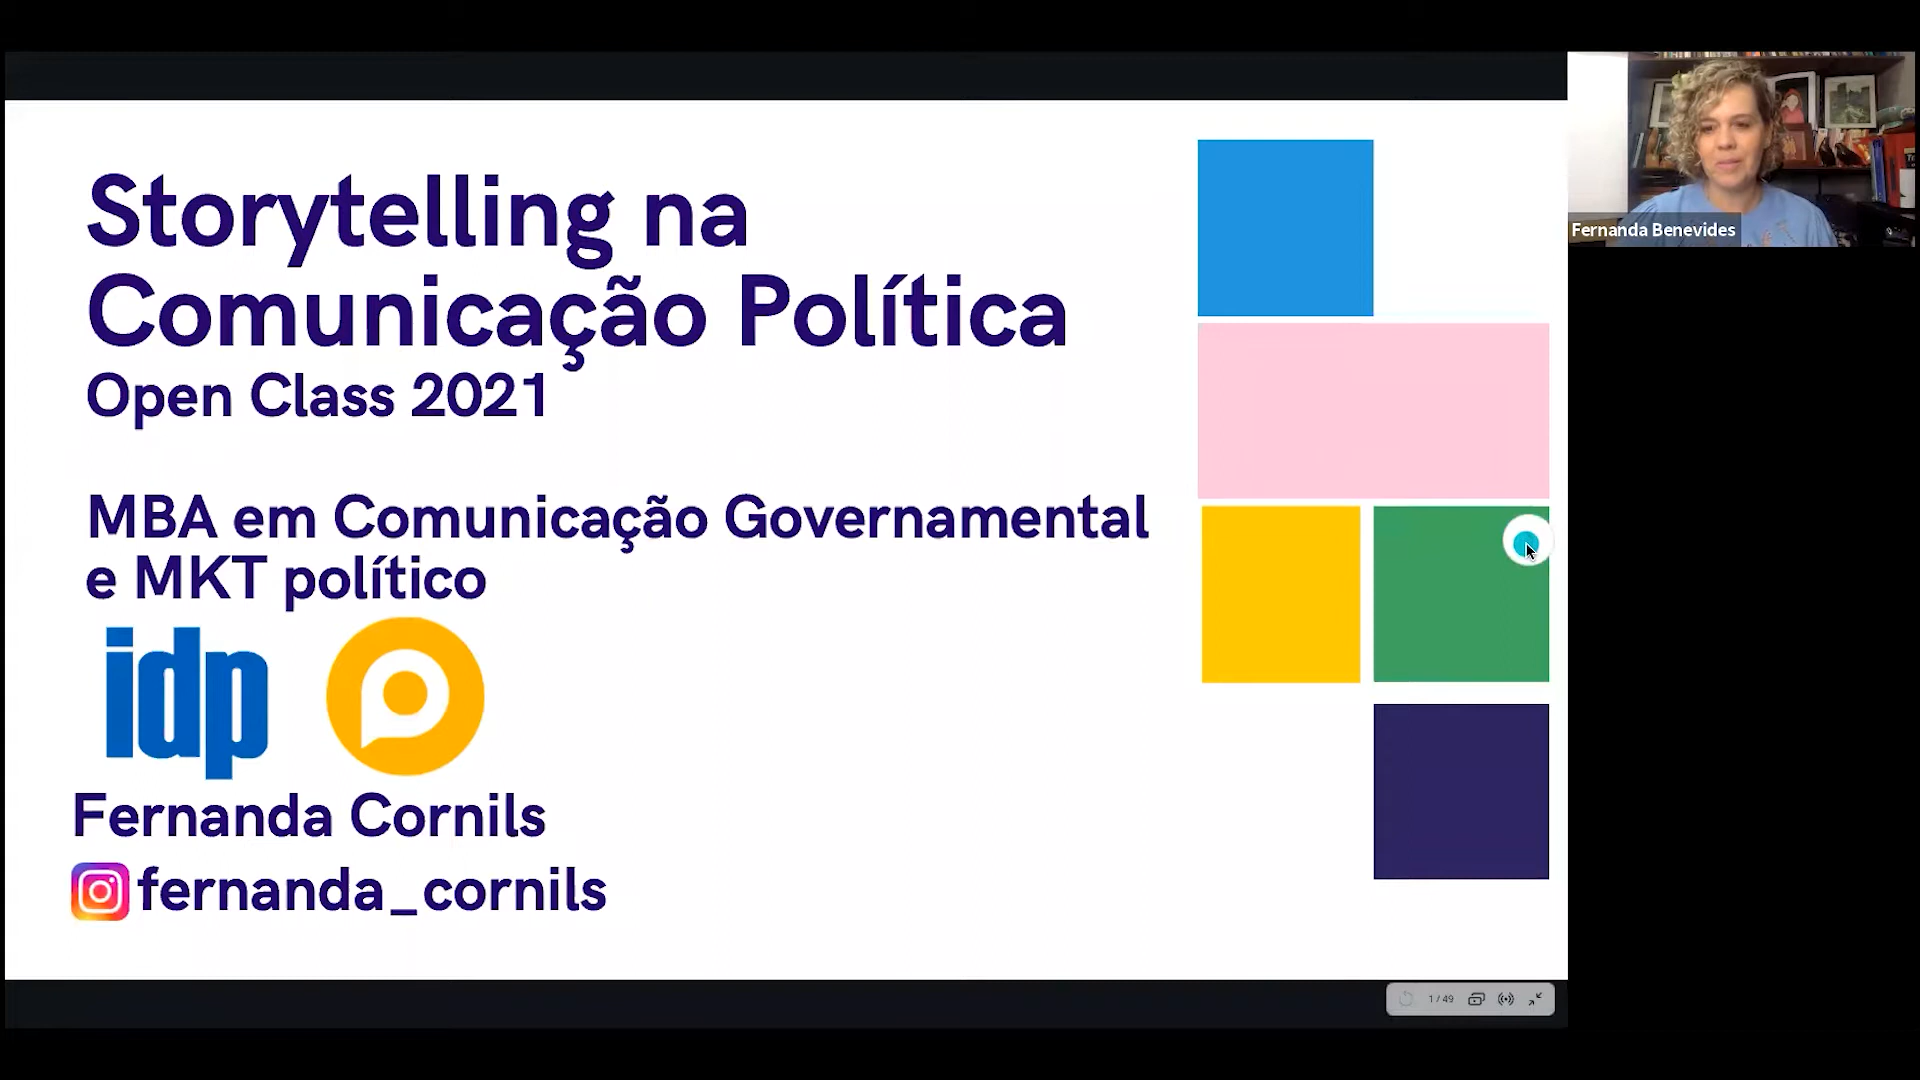 Storytelling na
Comunicação Política
Open Class 2021
MBA em Comunicação Governamental
e MKT político
idp
Fernanda Cornils
fernanda_cornils
Fernanda Benevides
1 / 49